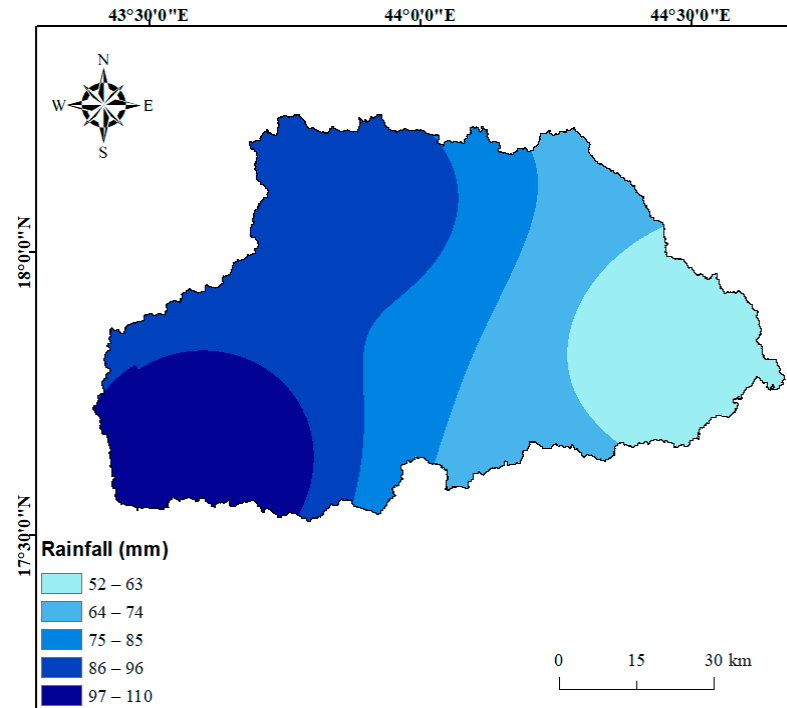 43°30'0"E 44°0'0"E 44°30'0"E
N
W E
S
18°0'0"N
17°30'0"N
Rainfall (mm)
52 – 63
64 – 74
75 – 85
86 – 96
97 – 110
0 15 30 km